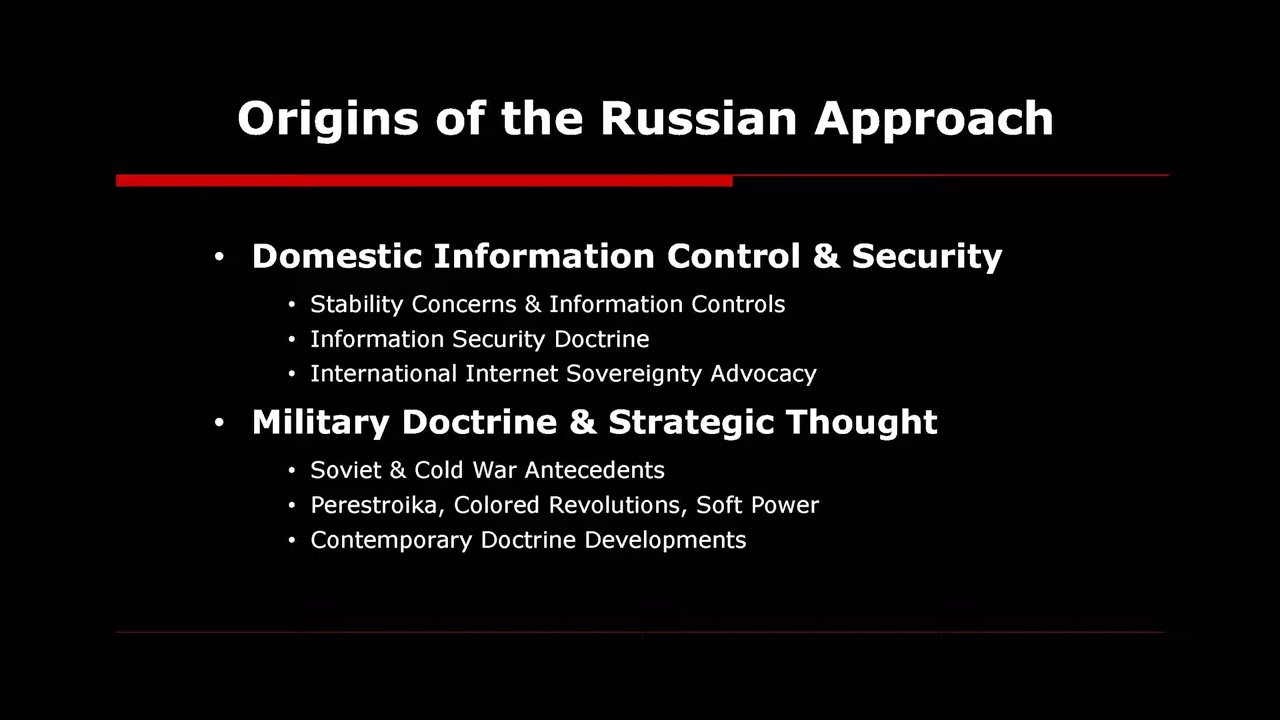 Origins of the Russian Approach
• Domestic Information Control & Security
• Stability Concerns & Information Controls
• Information Security Doctrine
• International Internet Sovereignty Advocacy
• Military Doctrine & Strategic Thought
• Soviet & Cold War Antecedents
• Perestroika, Colored Revolutions, Soft Power
• Contemporary Doctrine Developments